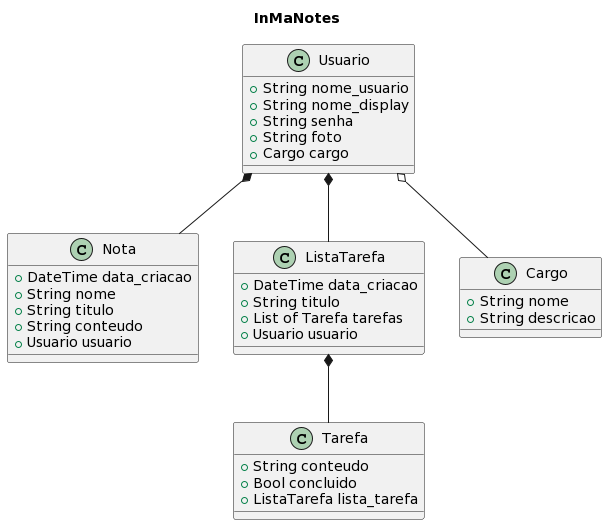 InMaNotes
C Usuario
String nome_usuario
String nome_display
String senha
String foto
Cargo cargo
C Nota
DateTime data_criacao
String nome
String titulo
String conteudo
Usuario usuario
C ListaTarefa
DateTime data_criacao
String titulo
List of Tarefa tarefas
Usuario usuario
C Cargo
String nome
String descricao
C Tarefa
String conteudo
Bool concluido
ListaTarefa lista_tarefa